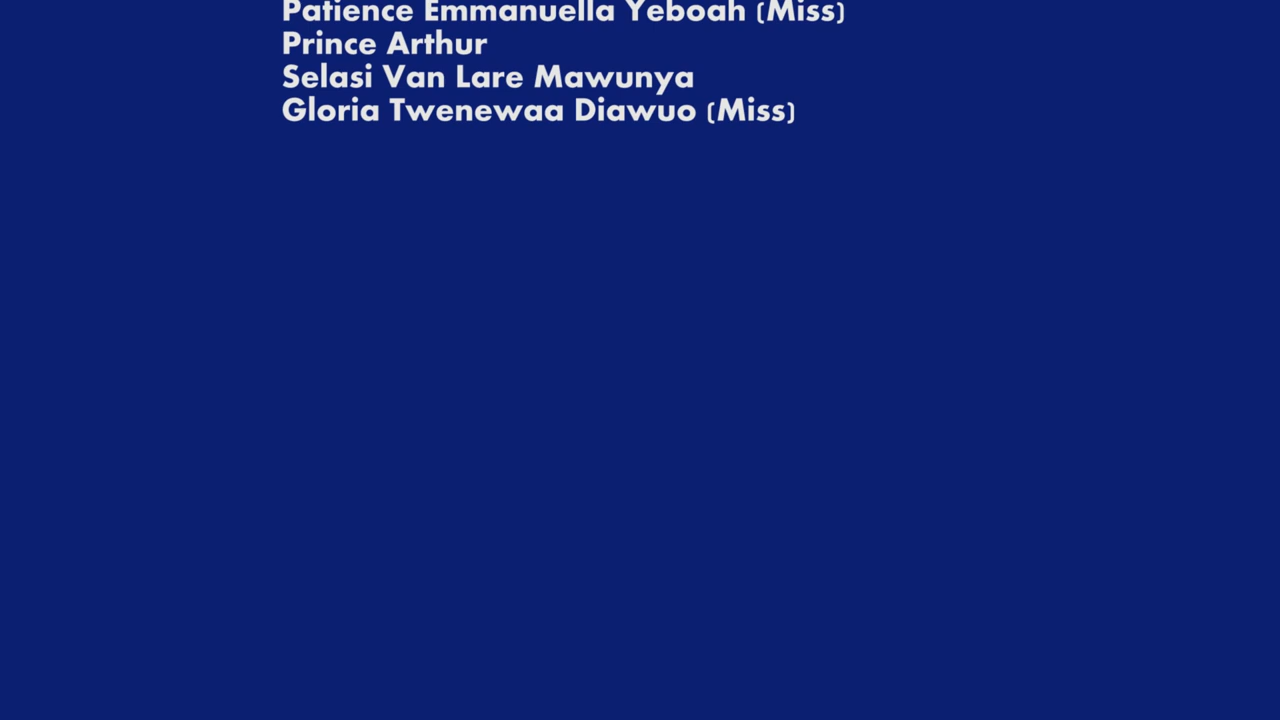 Patience Emmanuella Yeboah (Miss)
Prince Arthur
Selasi Van Lare Mawunya
Gloria Twenewaa Diawuo (Miss)